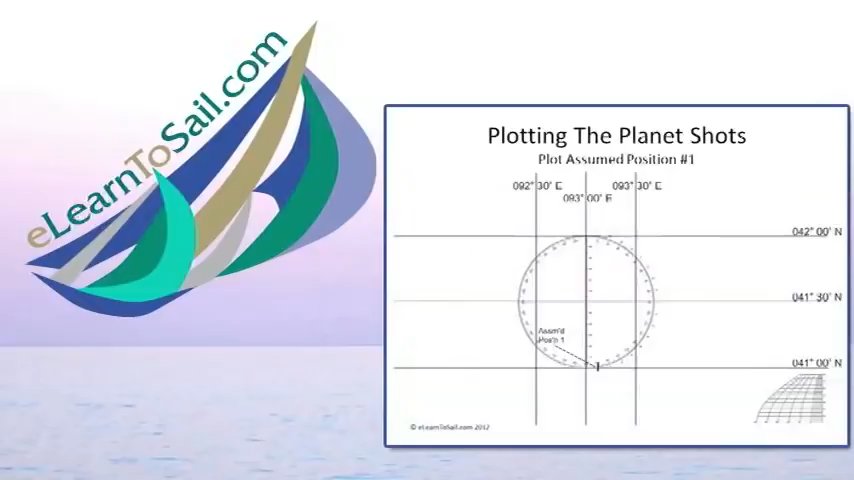 eLearnToSail.com
Plotting The Planet Shots
Plot Assumed Position #1
092° 30' E
093° 30' E
093° 00' E
042° 00' N
041° 30' N
Assm'd
Pos'n 1
041° 00' N
© eLearnToSail.com 2012